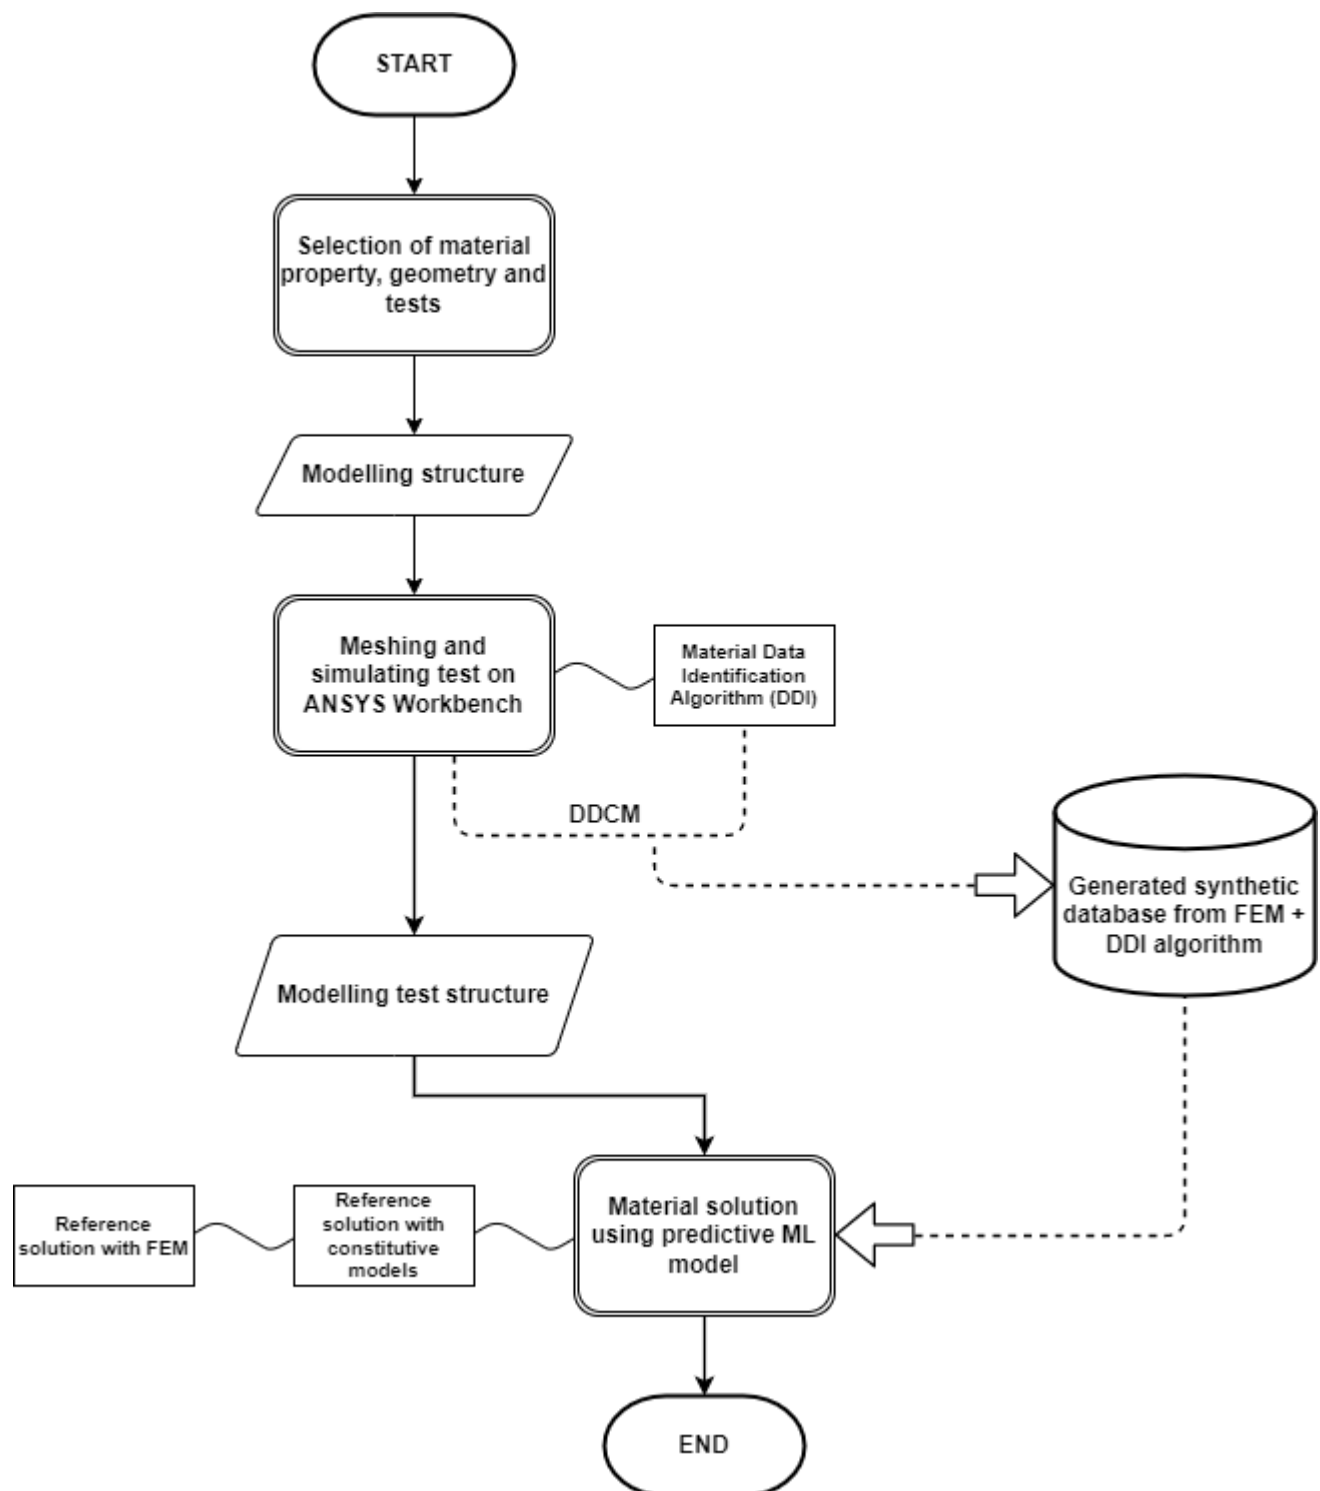 START
Selection of material
property, geometry and
tests
Modelling structure
Meshing and
simulating test on
ANSYS Workbench
Material Data
Identification
Algorithm (DDI)
DDCM
Generated synthetic
database from FEM +
DDI algorithm
Modelling test structure
Reference
solution with FEM
Reference
solution with
constitutive
models
Material solution
using predictive ML
model
END